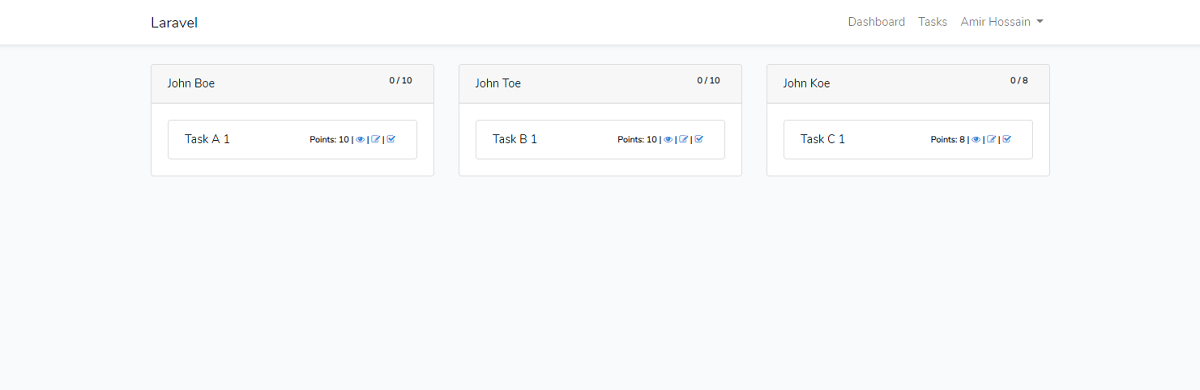 Laravel Dashboard Tasks Amir Hossain
John Boe 0 / 10
Task A 1 Points: 10 | | |
John Toe 0 / 10
Task B 1 Points: 10 | | |
John Koe 0 / 8
Task C 1 Points: 8 | | |